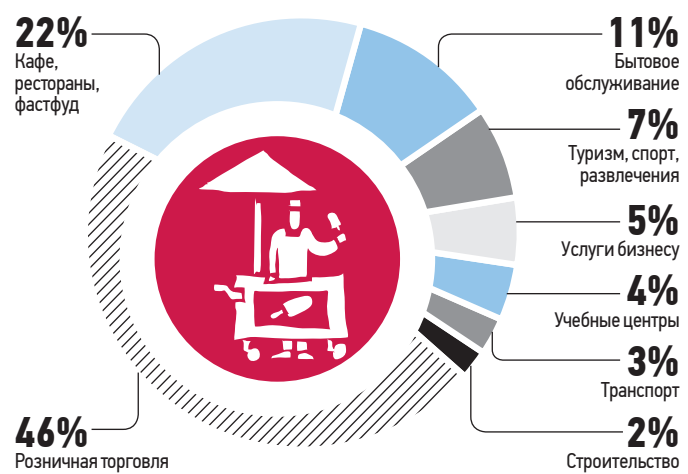 22%
Кафе,
рестораны,
фастфуд
11%
Бытовое
обслуживание
7%
Туризм, спорт,
развлечения
5%
Услуги бизнесу
4%
Учебные центры
3%
Транспорт
2%
Строительство
46%
Розничная торговля